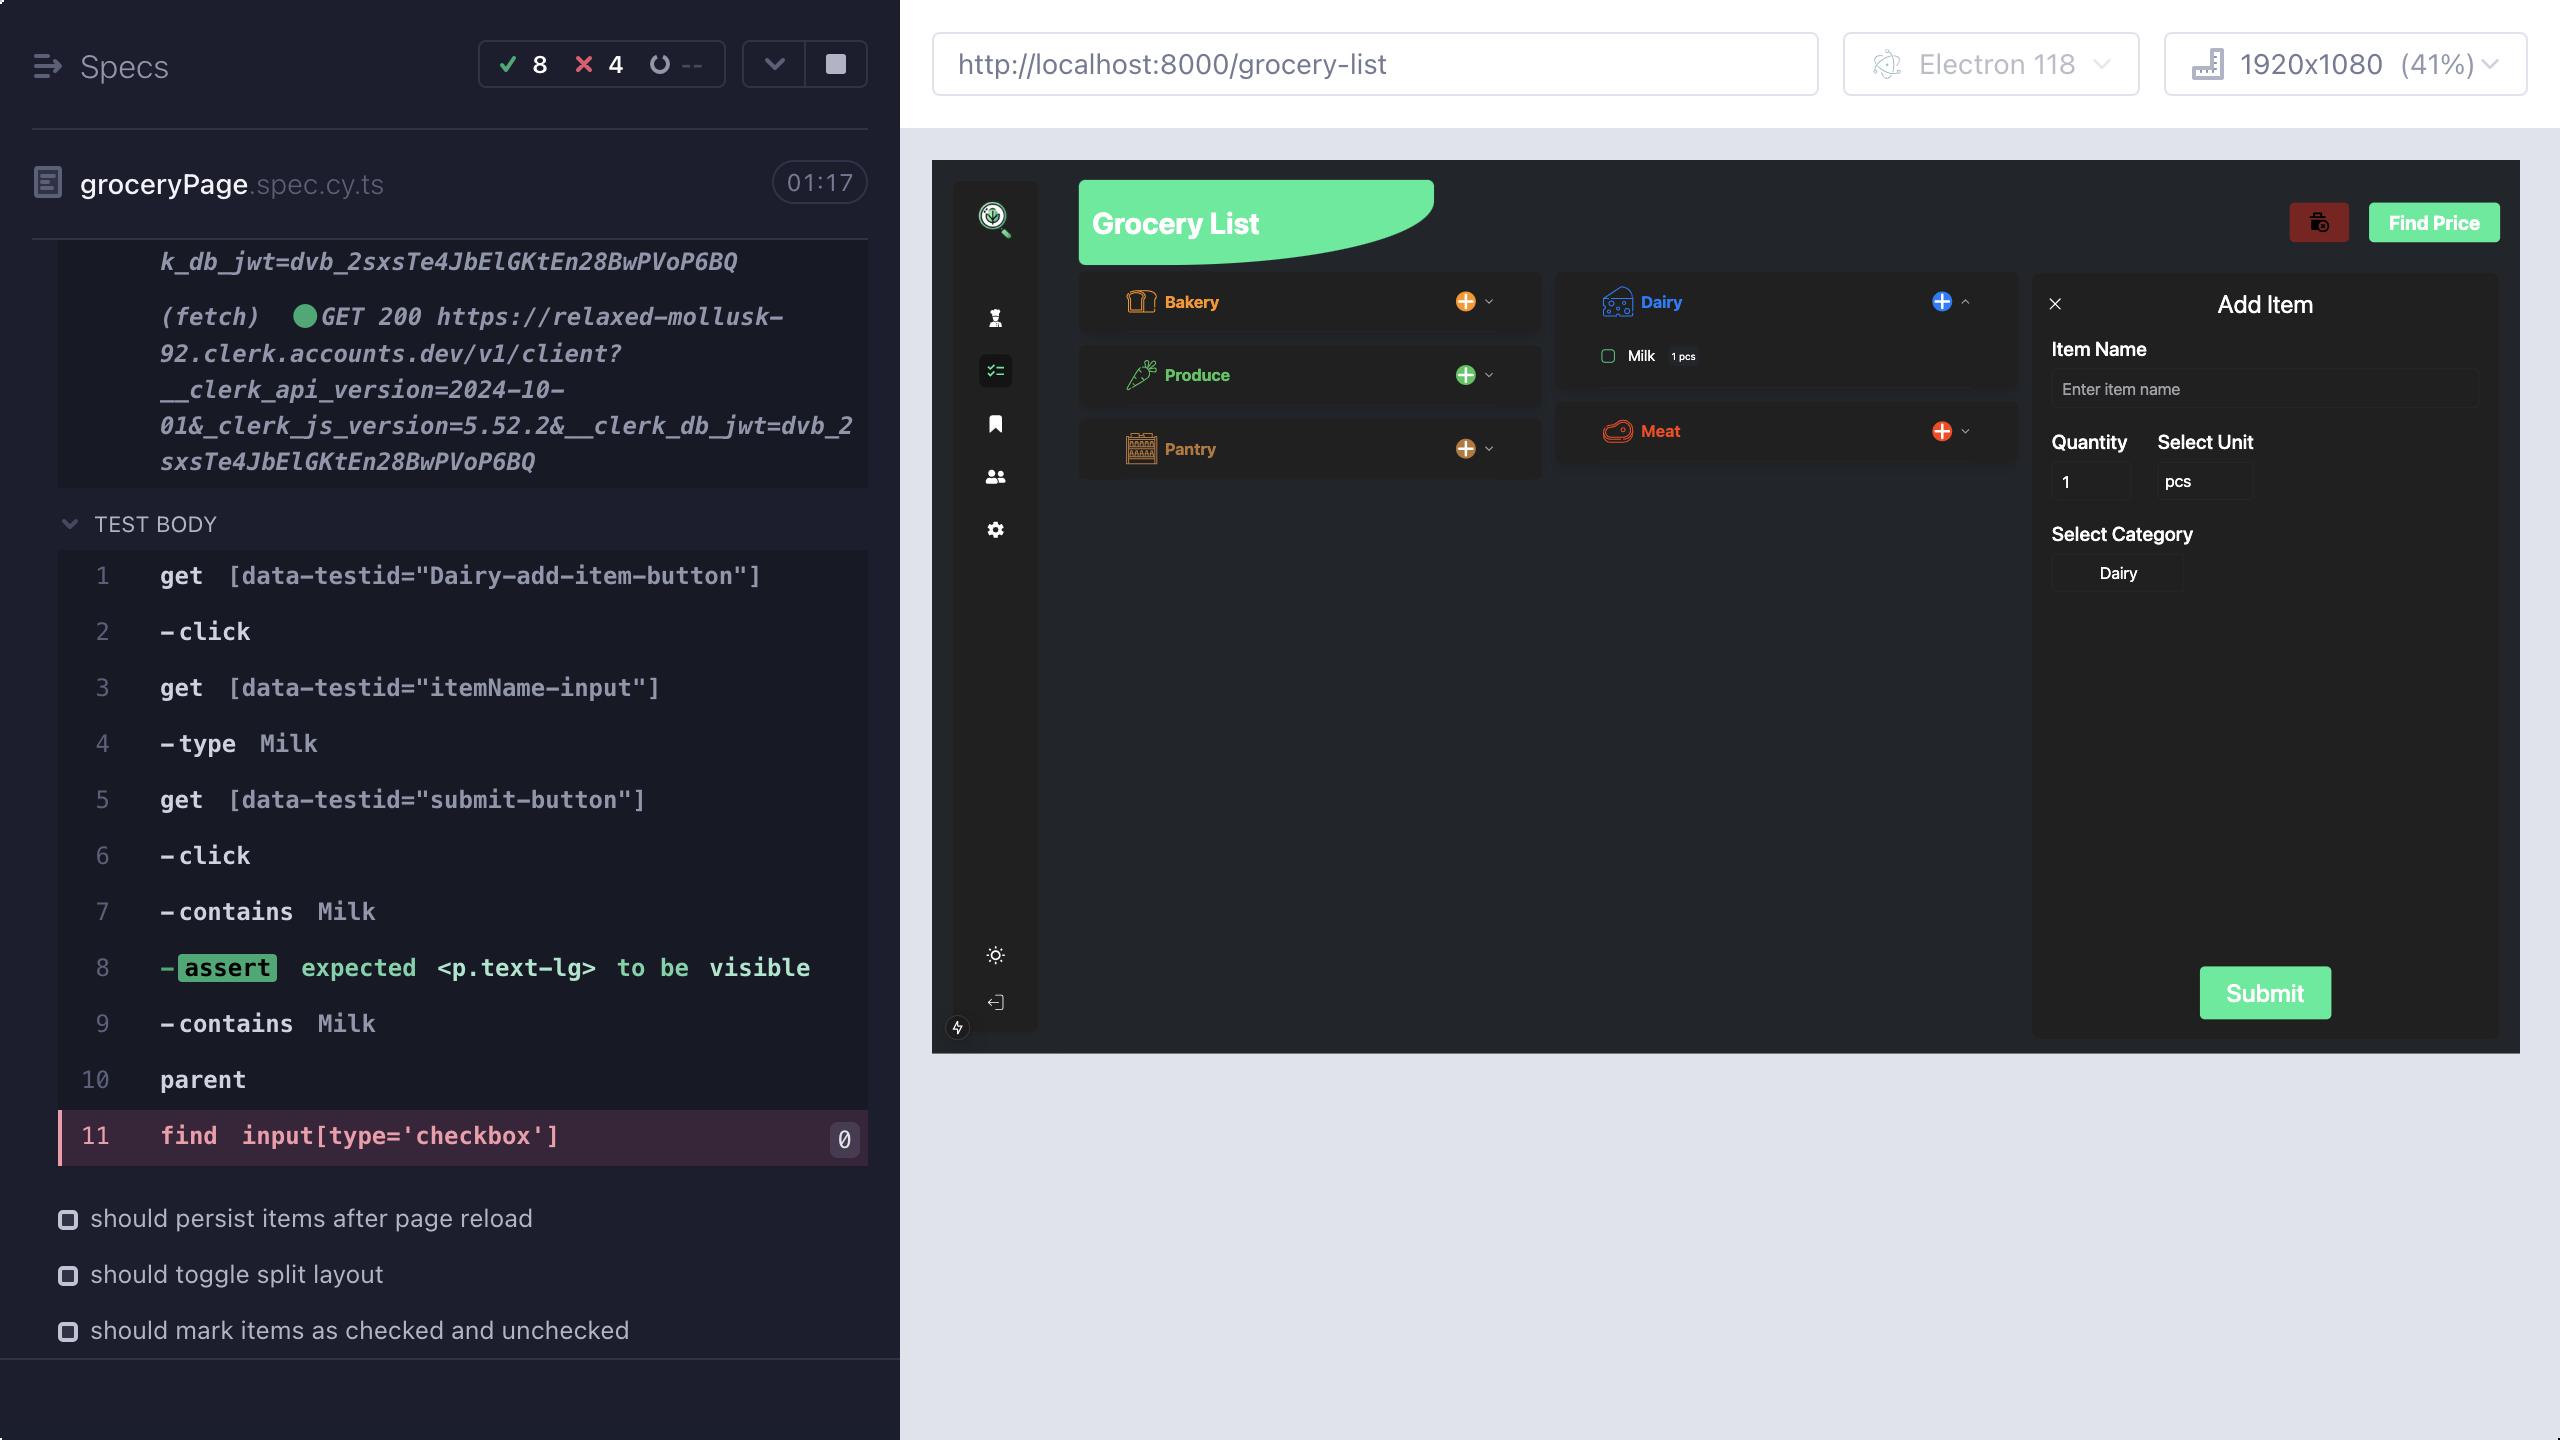 Specs
8 4 --
groceryPage.spec.cy.ts
01:17
k_db_jwt=dvb_2sxsTe4JbElGKtEn28BwPVoP6BQ
(fetch) GET 200 https://relaxed-mollusk-
92.clerk.accounts.dev/v1/client?
__clerk_api_version=2024-10-
01&_clerk_js_version=5.52.2&__clerk_db_jwt=dvb_2
sxsTe4JbElGKtEn28BwPVoP6BQ
TEST BODY
1 get [data-testid="Dairy-add-item-button"]
2 -click
3 get [data-testid="itemName-input"]
4 -type Milk
5 get [data-testid="submit-button"]
6 -click
7 -contains Milk
8 -assert expected <p.text-lg> to be visible
9 -contains Milk
10 parent
11 find input[type='checkbox'] 0
should persist items after page reload
should toggle split layout
should mark items as checked and unchecked
http://localhost:8000/grocery-list
Electron 118
1920x1080 (41%)
Grocery List
Find Price
Bakery
Produce
Pantry
Dairy
Milk 1 pcs
Meat
Add Item
Item Name
Enter item name
Quantity Select Unit
1 pcs
Select Category
Dairy
Submit